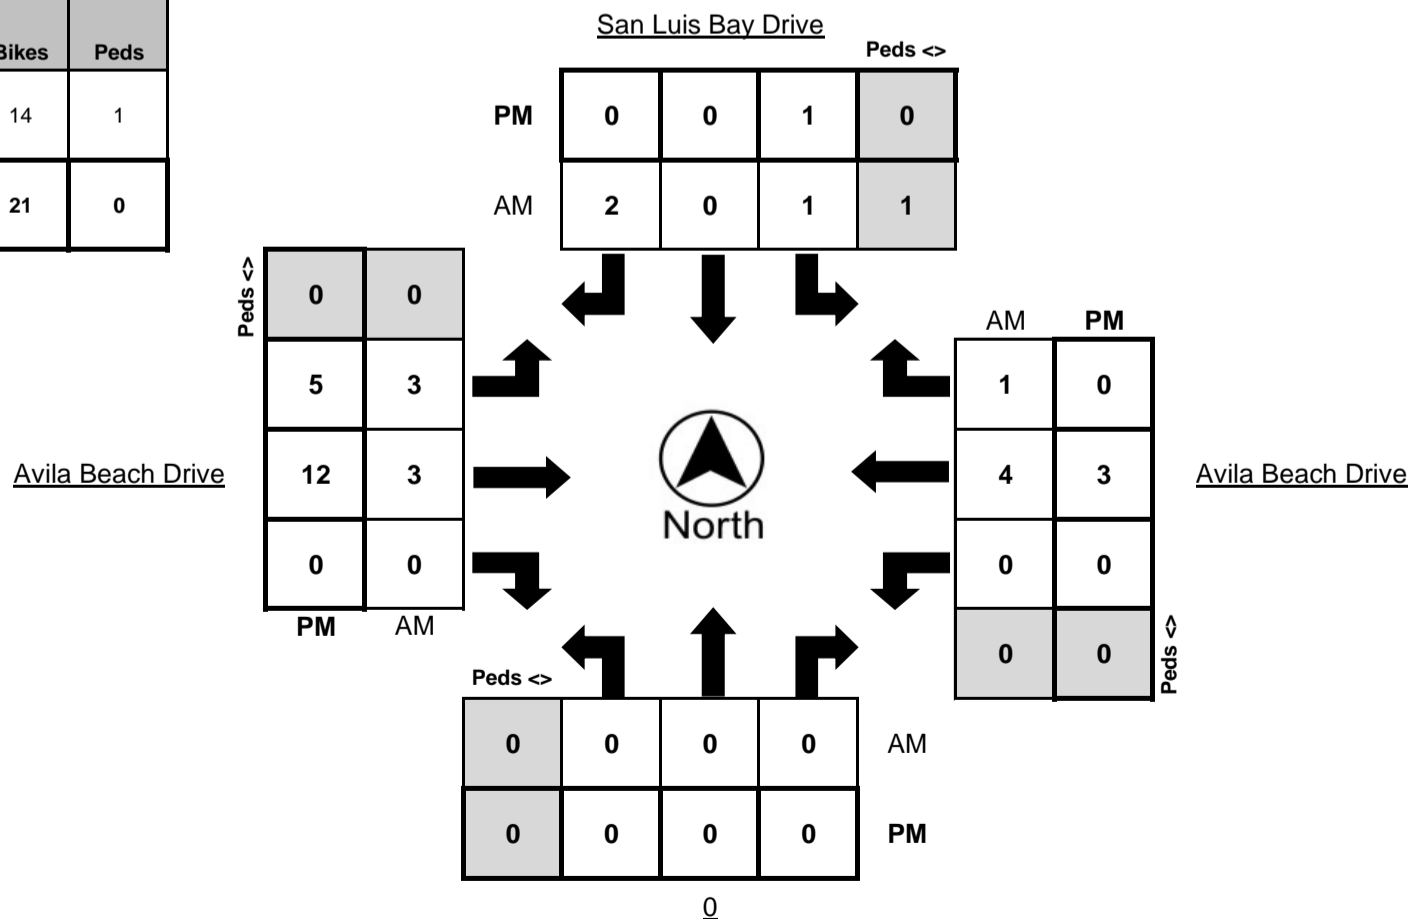 San Luis Bay Drive
Peds
Peds <>
14 1
PM 0 0 1 0
21 0
AM 2 0 1 1
Peds <>
0 0
AM PM
5 3
1 0
Avila Beach Drive
12 3
4 3
Avila Beach Drive
North
0 0
0 0
PM AM
0 0
Peds <>
Peds <>
0 0 0 0 AM
0 0 0 0 PM
0